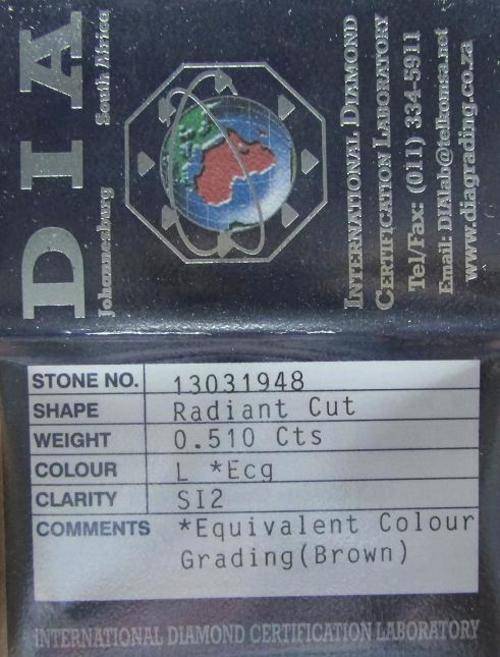 DIA
Johannesburg South Africa
INTERNATIONAL DIAMOND
CERTIFICATION LABORATORY
Tel/Fax: (011) 334-5911
Email: DIAlab@telkomsa.net
www.diagrading.co.za
STONE NO. 13031948
SHAPE Radiant Cut
WEIGHT 0.510 Cts
COLOUR L *Ecg
CLARITY SI2
COMMENTS *Equivalent Colour
Grading(Brown)
INTERNATIONAL DIAMOND CERTIFICATION LABORATORY